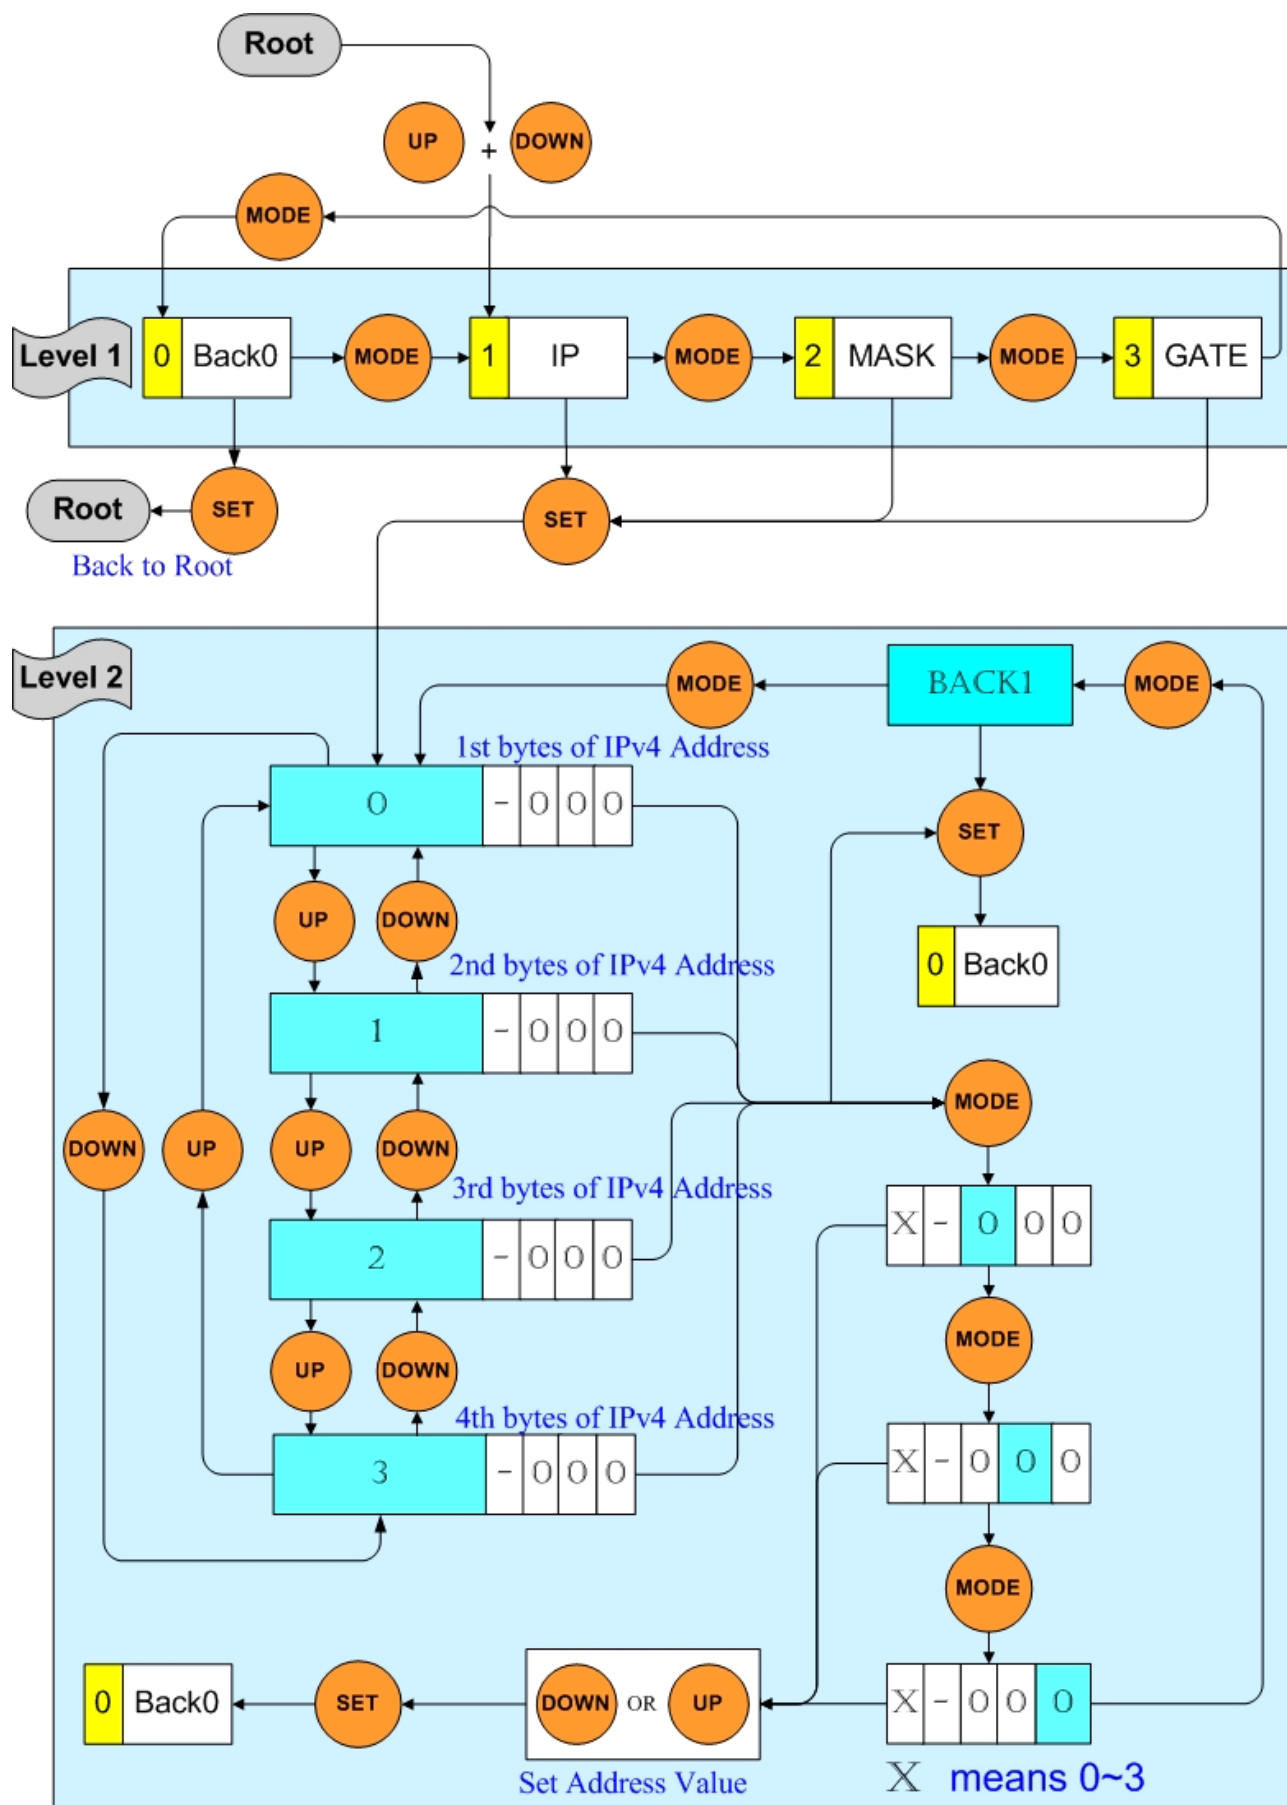 Root
UP + DOWN
MODE
Level 1
0 Back0 MODE 1 IP MODE 2 MASK MODE 3 GATE
Root SET SET
Back to Root
Level 2
MODE BACK1 MODE
1st bytes of IPv4 Address
0 - 0 0 0
SET
UP DOWN
2nd bytes of IPv4 Address
0 Back0
1 - 0 0 0
MODE
DOWN UP UP DOWN
3rd bytes of IPv4 Address
X - 0 0 0
2 - 0 0 0
MODE
UP DOWN
4th bytes of IPv4 Address
X - 0 0 0
3 - 0 0 0
MODE
0 Back0 SET DOWN OR UP X - 0 0 0
Set Address Value
X means 0~3